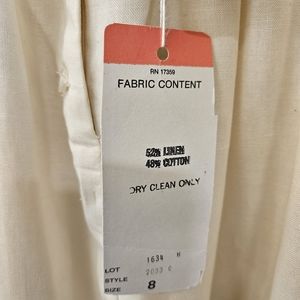 RN 17359
FABRIC CONTENT
52% LINEN
48% COTTON
DRY CLEAN ONLY
1634 H
LOT 2033 C
STYLE
SIZE 8